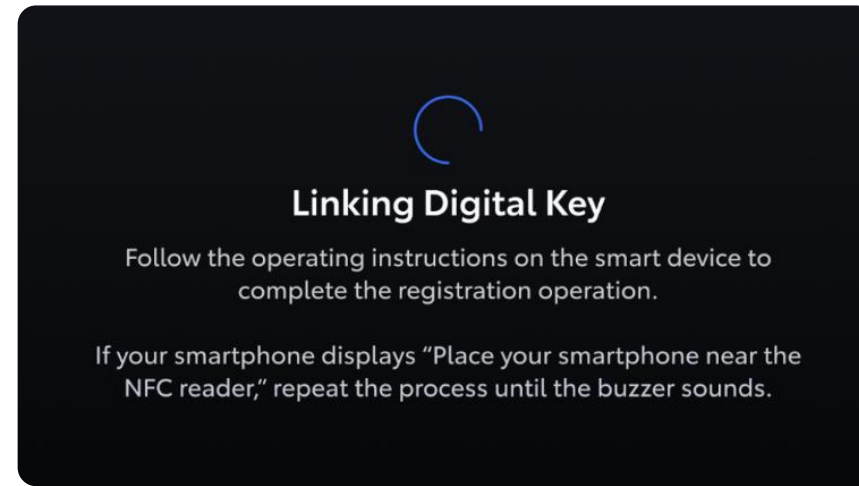 Linking Digital Key
Follow the operating instructions on the smart device to
complete the registration operation.
If your smartphone displays “Place your smartphone near the
NFC reader,” repeat the process until the buzzer sounds.